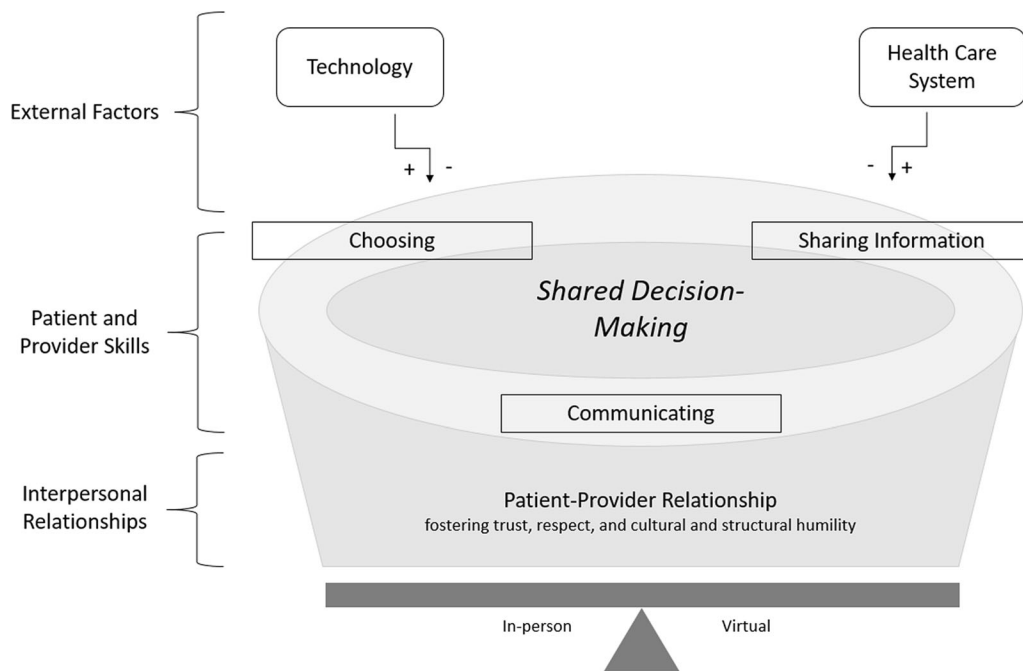 Technology
Health Care
System
External Factors
+ -
- +
Choosing
Sharing Information
Shared Decision-
Making
Patient and
Provider Skills
Communicating
Interpersonal
Relationships
Patient-Provider Relationship
fostering trust, respect, and cultural and structural humility
In-person
Virtual